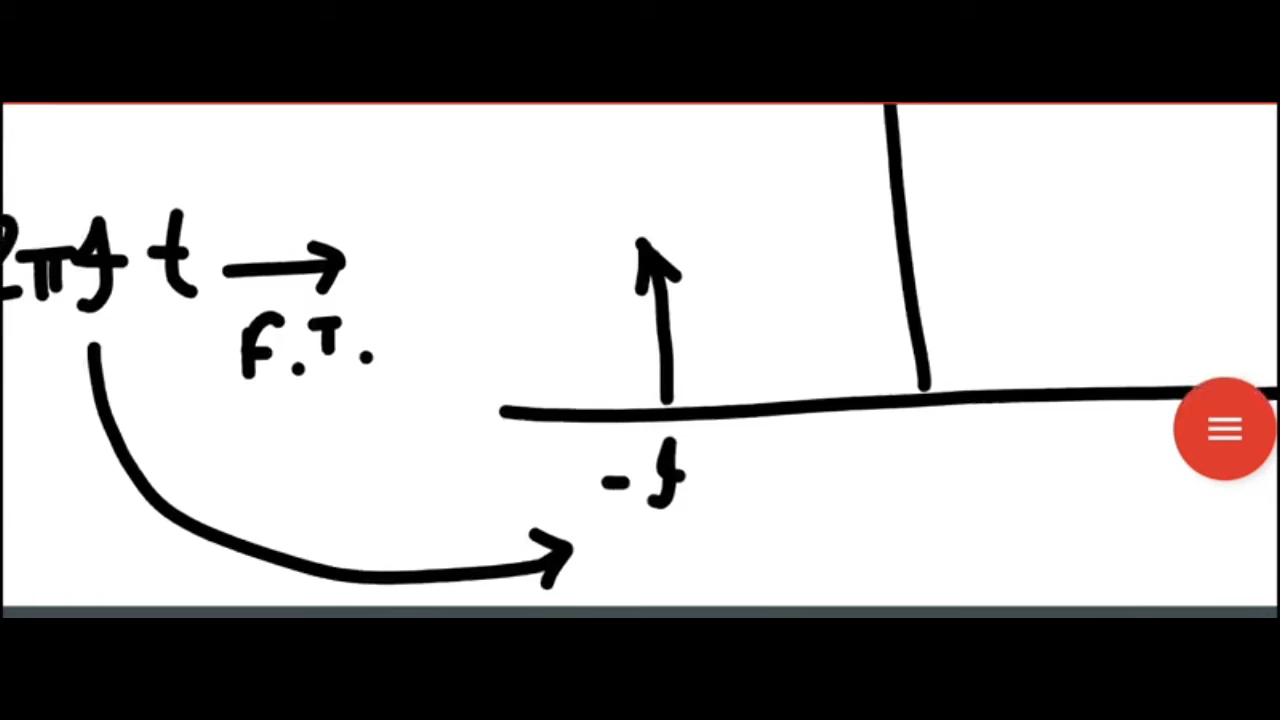 2πf t →
F.T.
- f